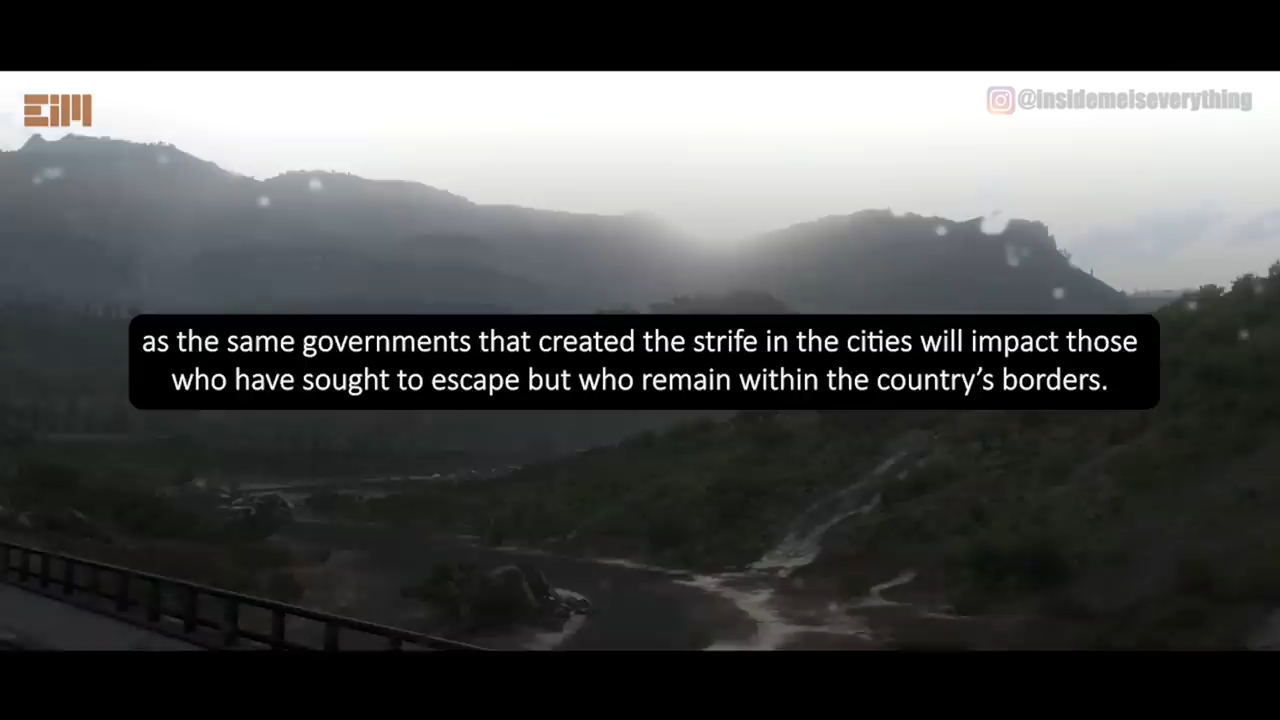 EiM
@insidemeiseverything
as the same governments that created the strife in the cities will impact those
who have sought to escape but who remain within the country’s borders.